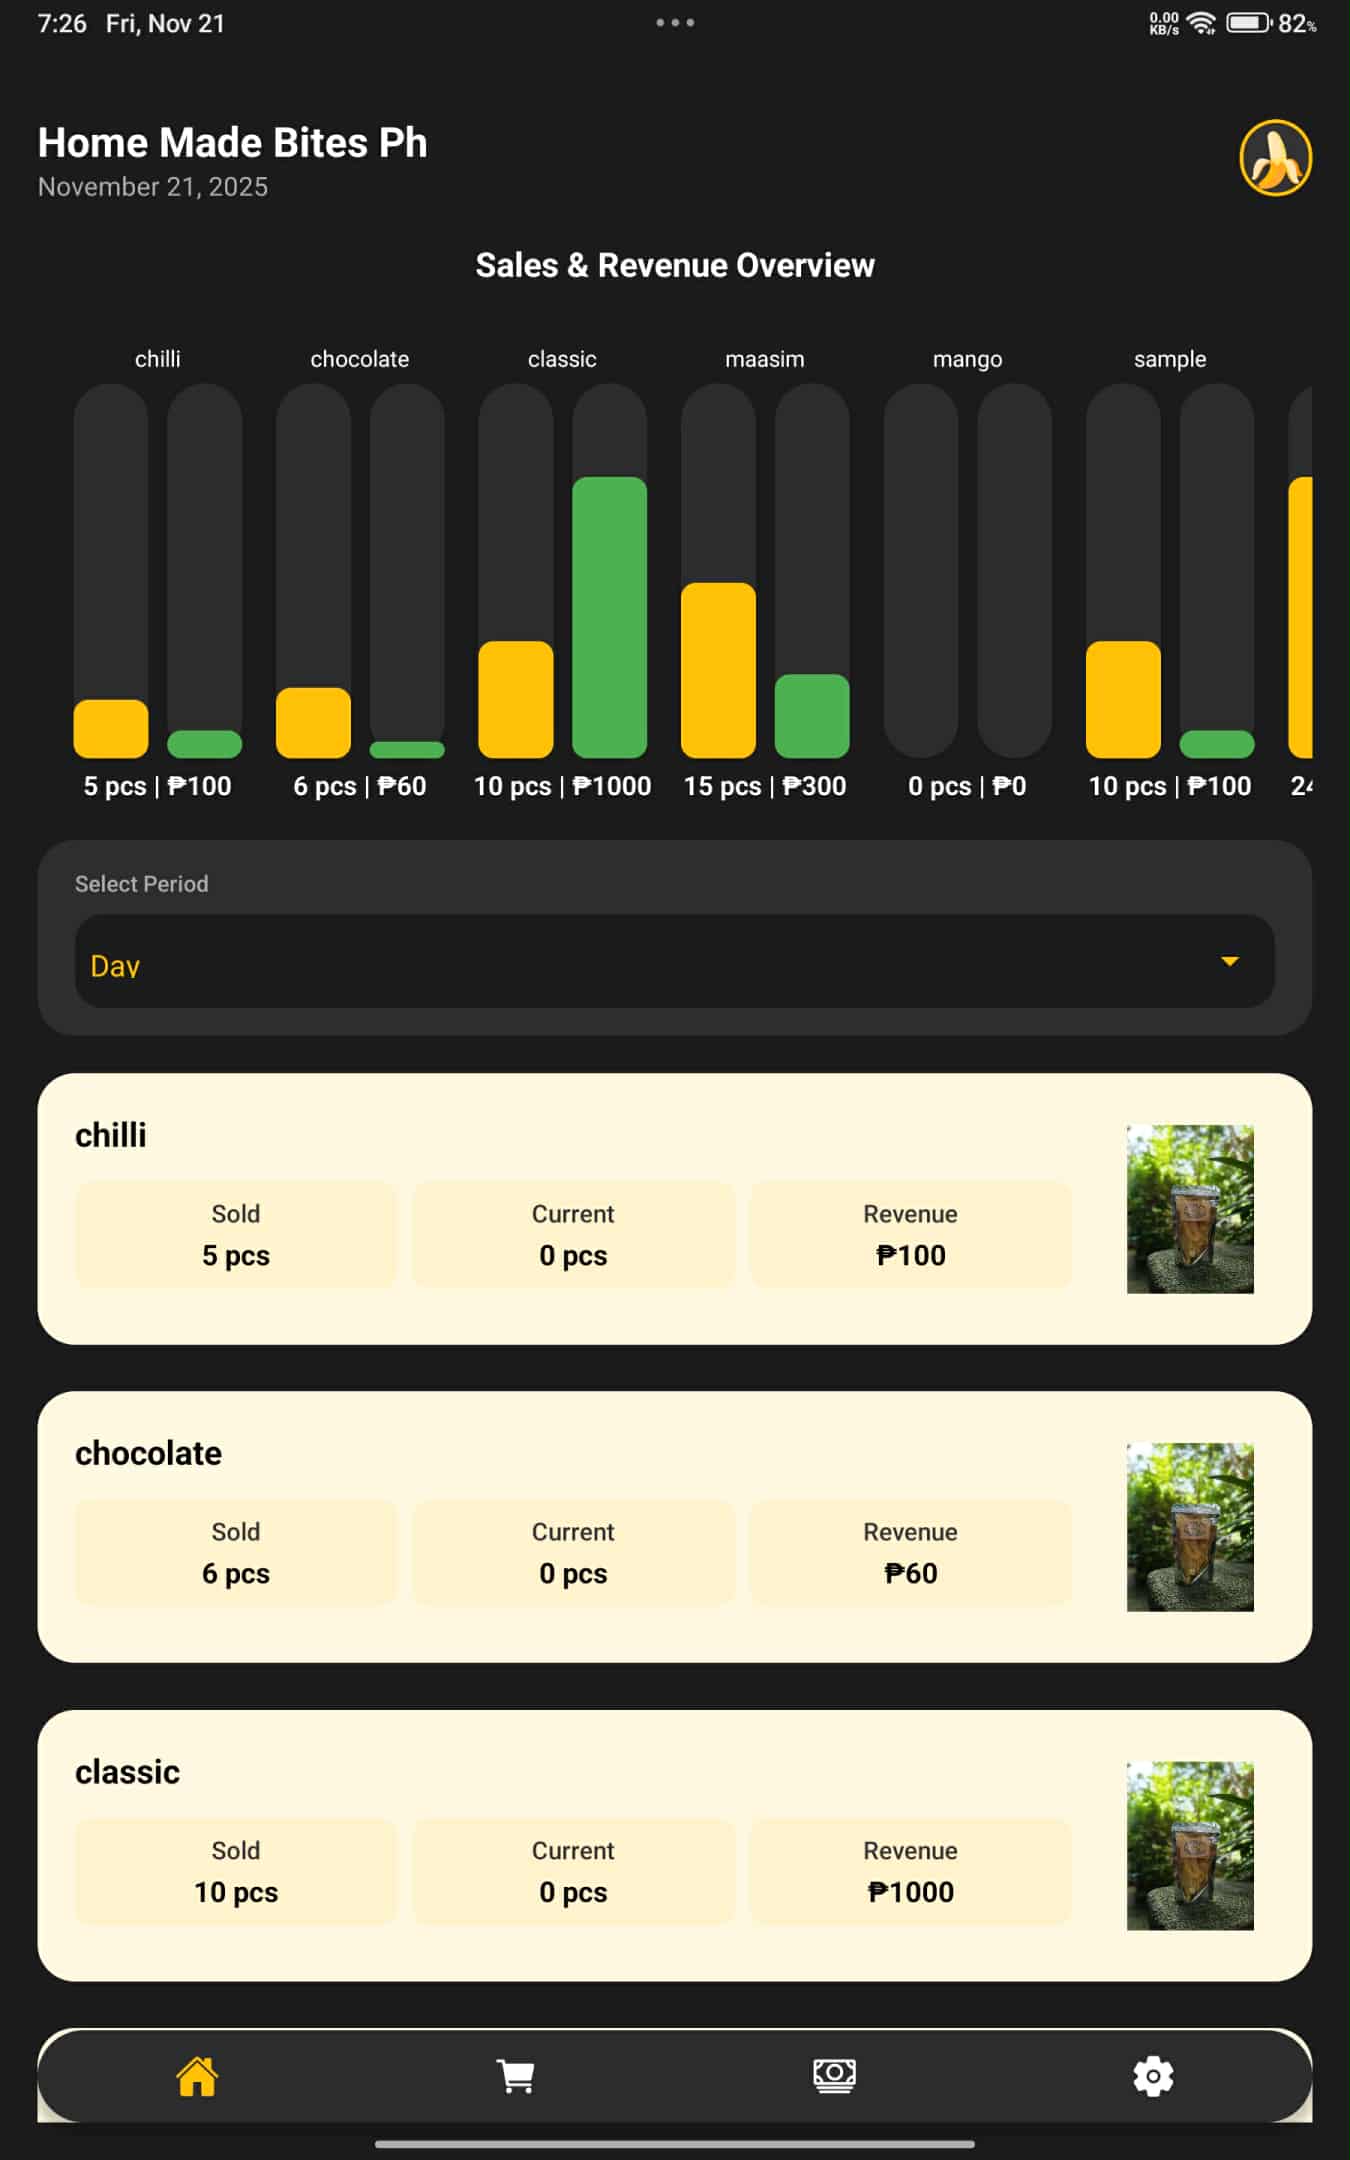 7:26 Fri, Nov 21
0.00 KB/s 82%
Home Made Bites Ph
November 21, 2025
Sales & Revenue Overview
chilli chocolate classic maasim mango sample
5 pcs | ₱100 6 pcs | ₱60 10 pcs | ₱1000 15 pcs | ₱300 0 pcs | ₱0 10 pcs | ₱100 24
Select Period
Day
chilli
Sold Current Revenue
5 pcs 0 pcs ₱100
chocolate
Sold Current Revenue
6 pcs 0 pcs ₱60
classic
Sold Current Revenue
10 pcs 0 pcs ₱1000